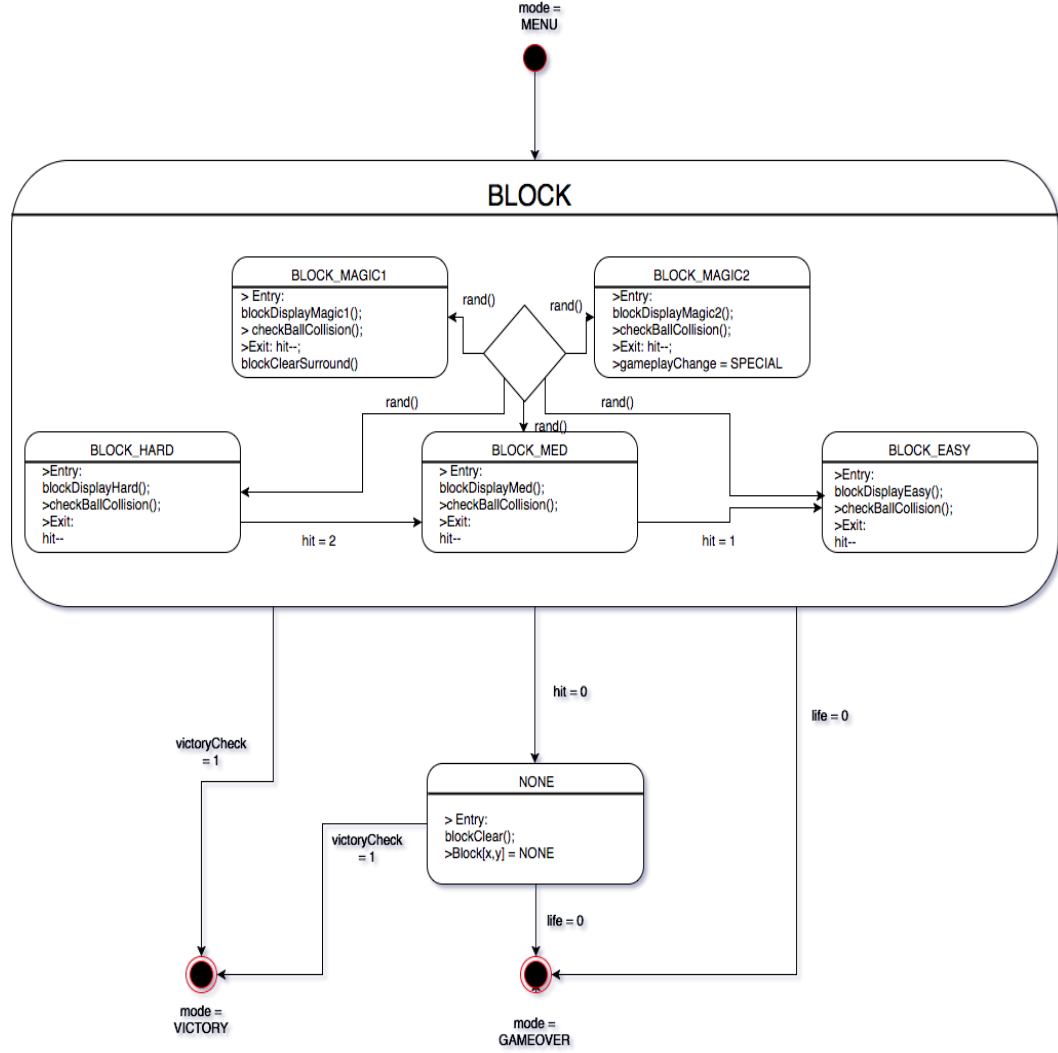 mode =
MENU
BLOCK
BLOCK_MAGIC1
> Entry:
blockDisplayMagic1();
> checkBallCollision();
>Exit: hit--;
blockClearSurround()
rand()
rand()
BLOCK_MAGIC2
>Entry:
blockDisplayMagic2();
>checkBallCollision();
>Exit: hit--;
>gameplayChange = SPECIAL
rand()
rand()
rand()
BLOCK_HARD
>Entry:
blockDisplayHard();
>checkBallCollision();
>Exit:
hit--
hit = 2
BLOCK_MED
> Entry:
blockDisplayMed();
>checkBallCollision();
>Exit:
hit--
hit = 1
BLOCK_EASY
>Entry:
blockDisplayEasy();
>checkBallCollision();
>Exit:
hit--
hit = 0
life = 0
victoryCheck
= 1
NONE
> Entry:
blockClear();
>Block[x,y] = NONE
victoryCheck
= 1
life = 0
mode =
VICTORY
mode =
GAMEOVER